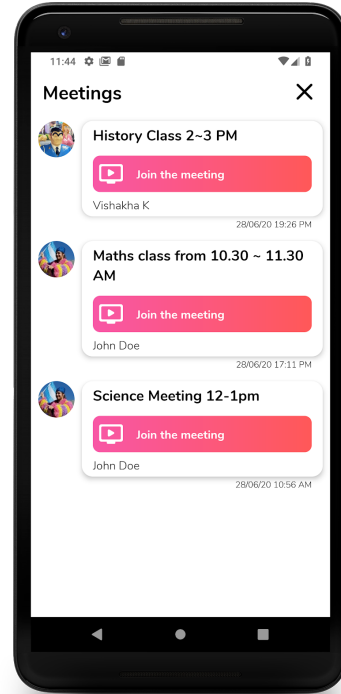 11:44
Meetings
History Class 2~3 PM
Join the meeting
Vishakha K
28/06/20 19:26 PM
Maths class from 10.30 ~ 11.30
AM
Join the meeting
John Doe
28/06/20 17:11 PM
Science Meeting 12-1pm
Join the meeting
John Doe
28/06/20 10:56 AM